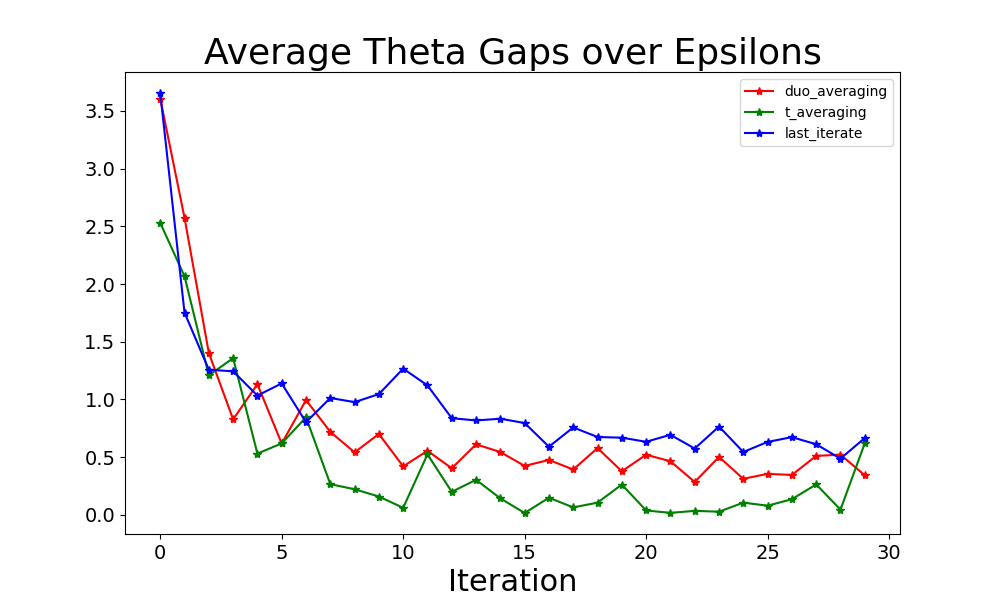 Average Theta Gaps over Epsilons
duo_averaging
t_averaging
last_iterate
3.5
3.0
2.5
2.0
1.5
1.0
0.5
0.0
0 5 10 15 20 25 30
Iteration